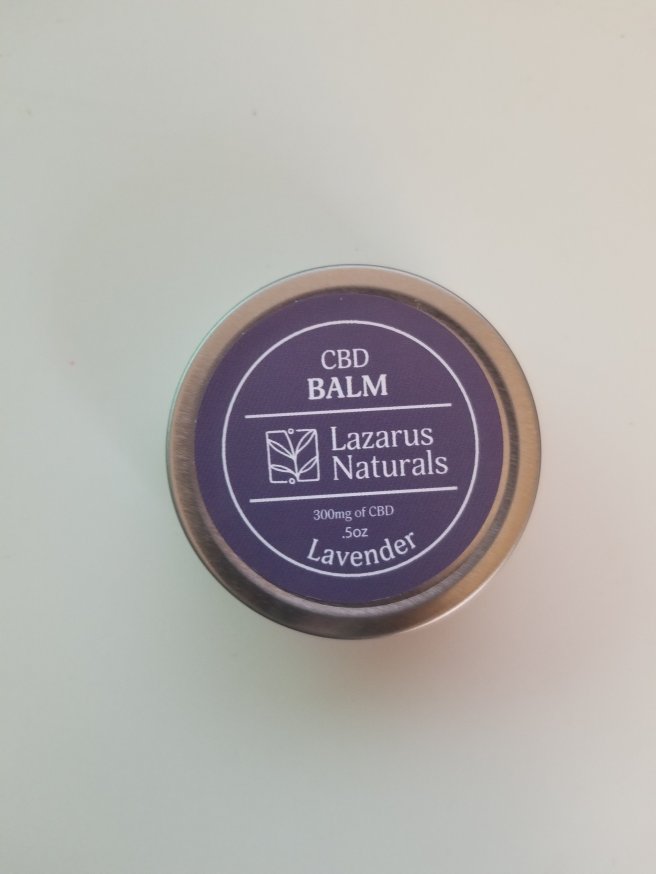 CBD
BALM
Lazarus
Naturals
300mg of CBD
.5oz
Lavender